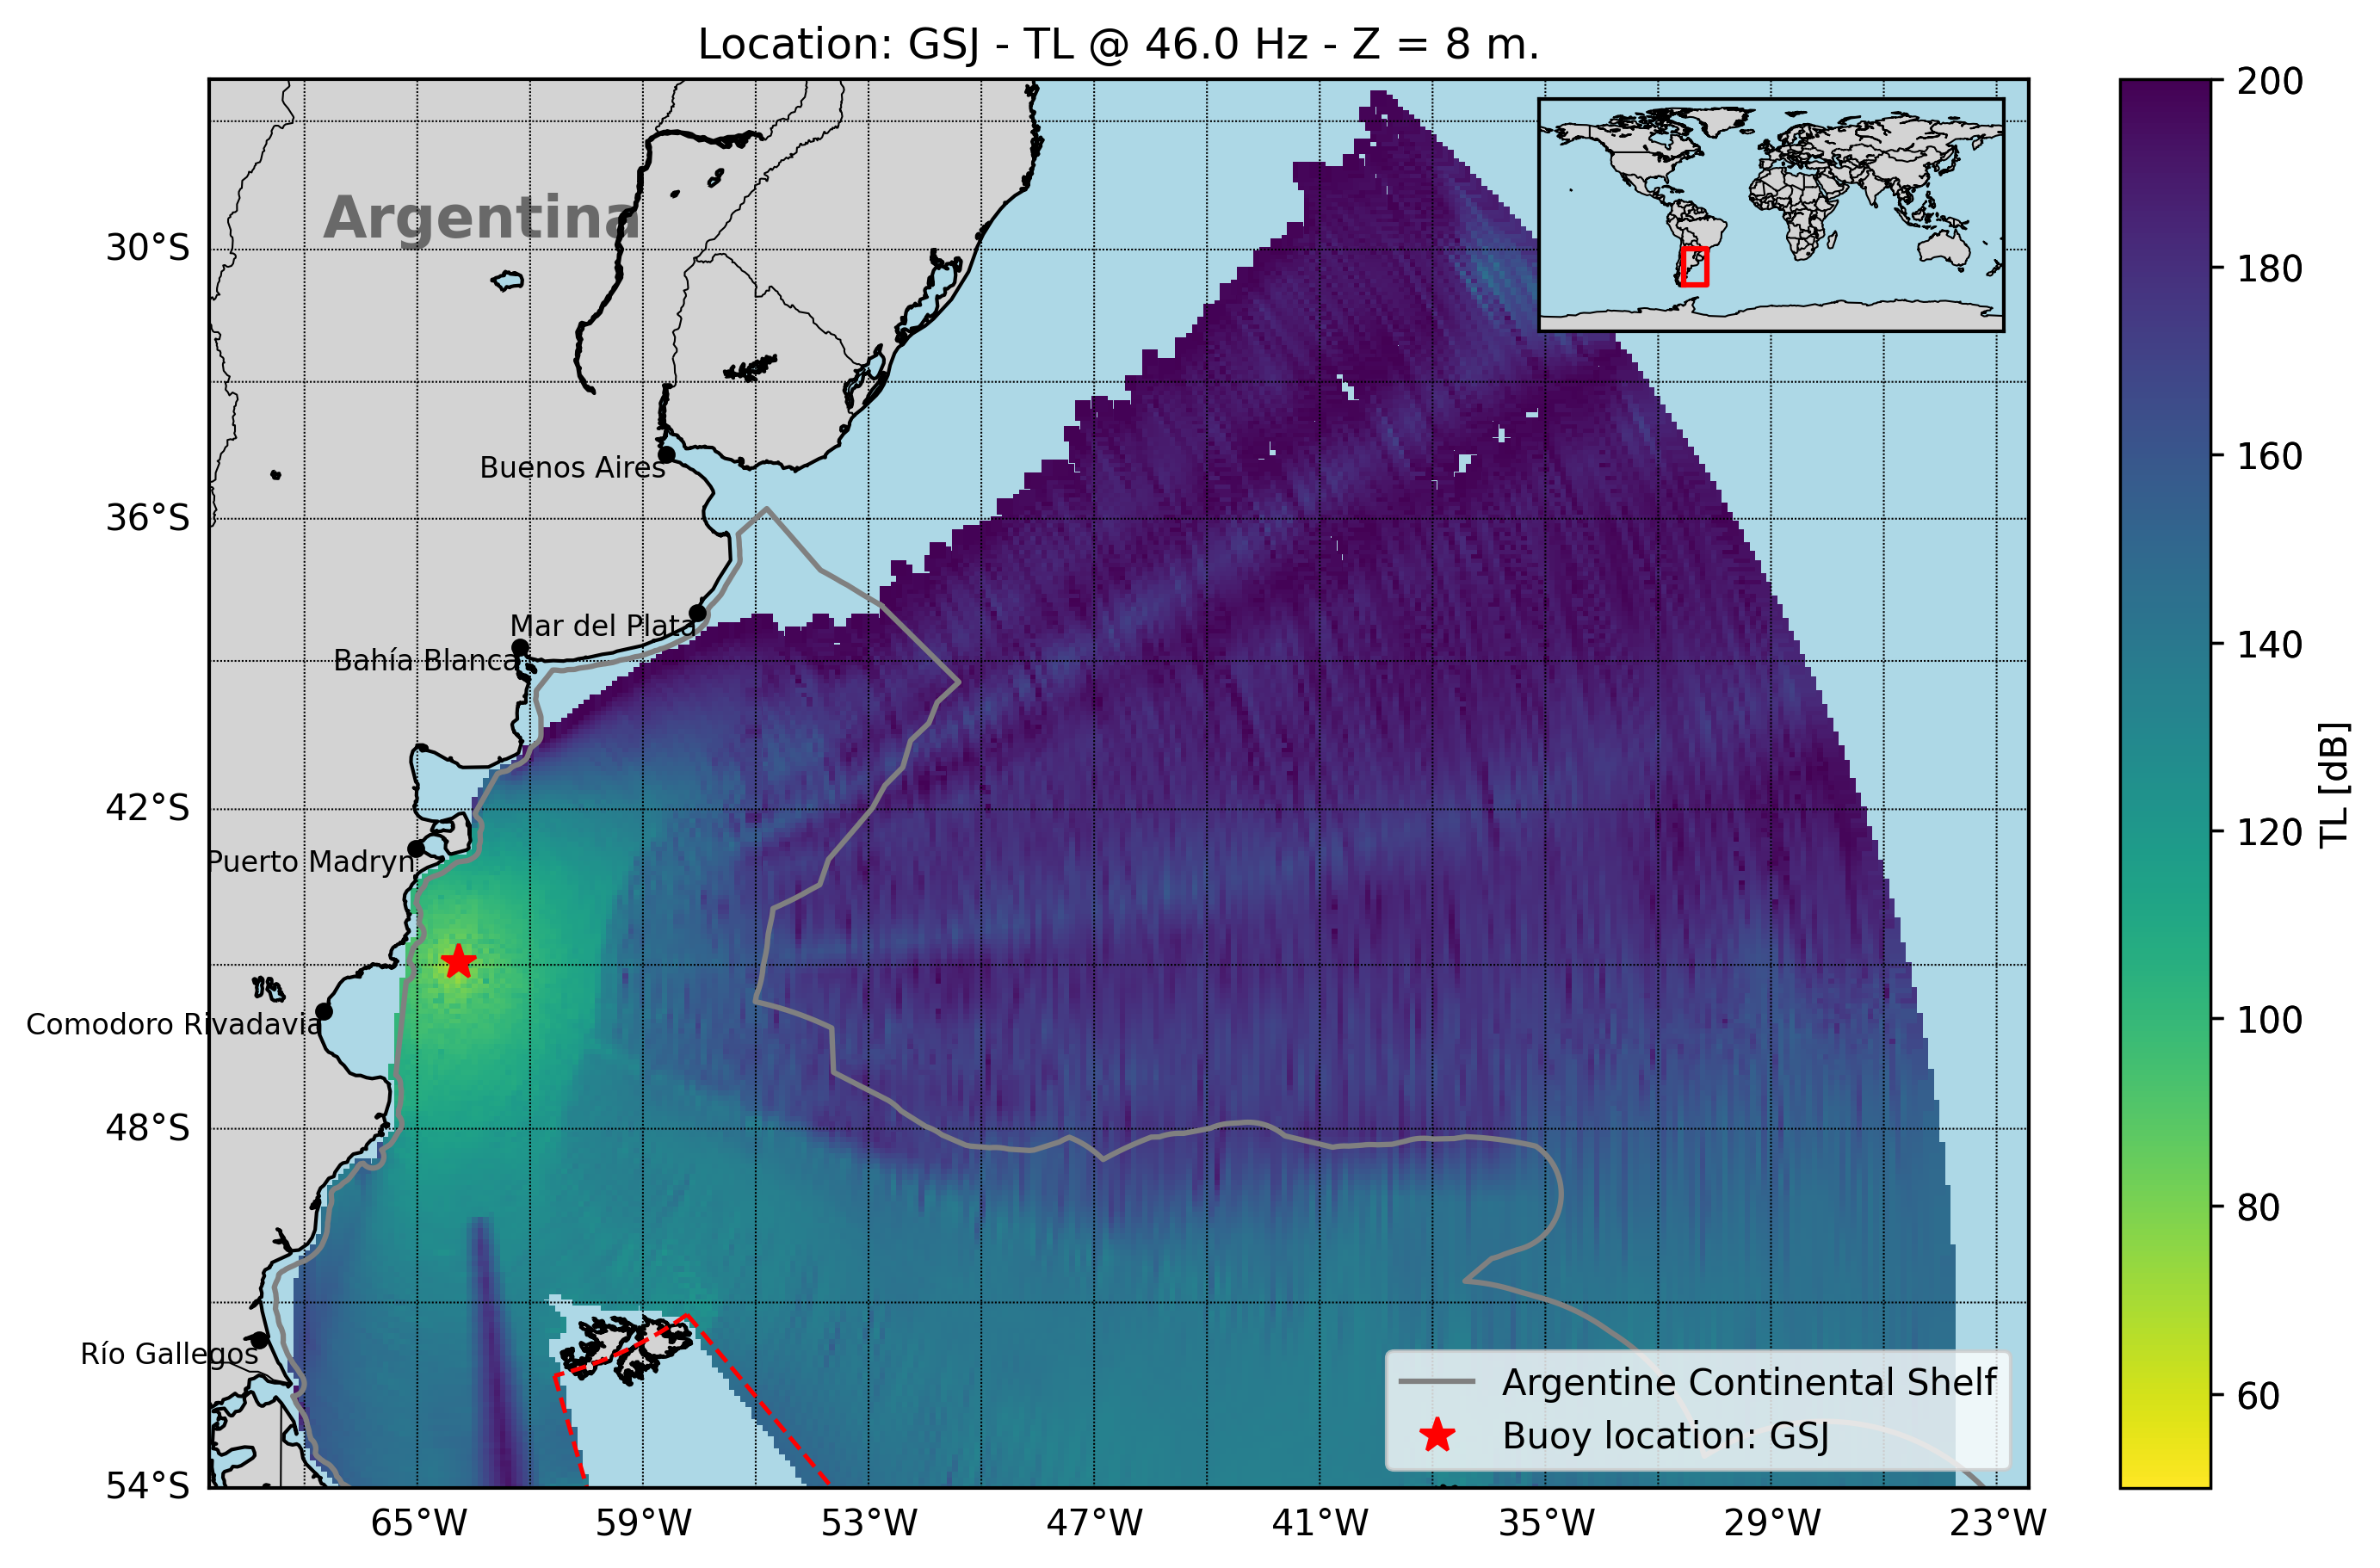 Location: GSJ - TL @ 46.0 Hz - Z = 8 m.
Argentina
30°S
36°S
42°S
48°S
54°S
Buenos Aires
Mar del Plata
Bahía Blanca
Puerto Madryn
Comodoro Rivadavia
Río Gallegos
65°W
59°W
53°W
47°W
41°W
35°W
29°W
23°W
Argentine Continental Shelf
Buoy location: GSJ
200
180
160
140
120
100
80
60
TL [dB]